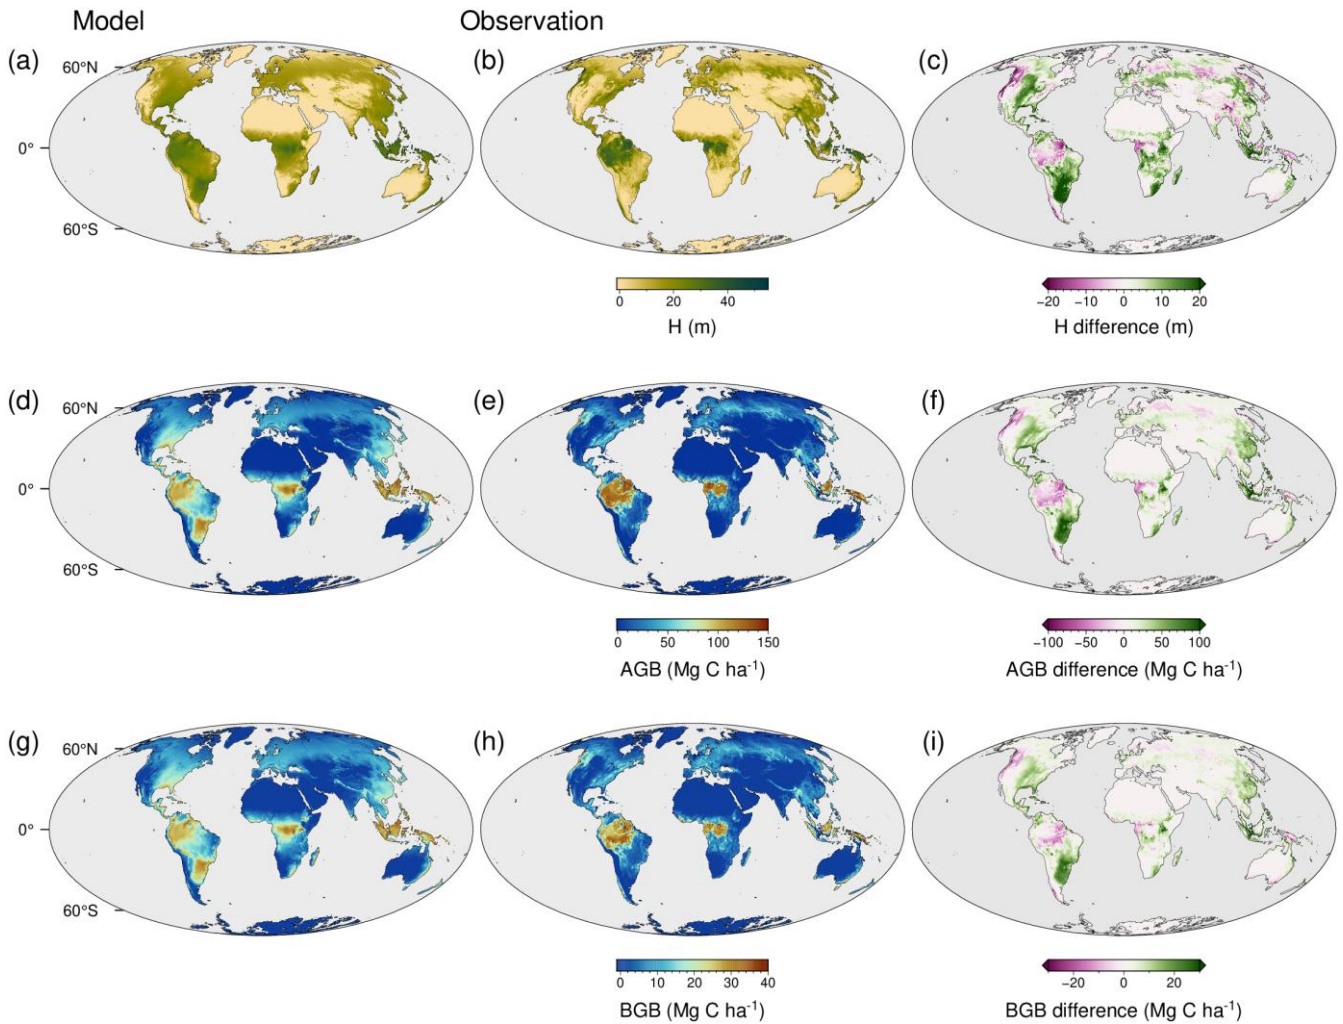 Model Observation
(a) (b) (c)
60°N
0°
60°S
0 20 40
H (m)
−20 −10 0 10 20
H difference (m)
(d) (e) (f)
60°N
0°
60°S
0 50 100 150
AGB (Mg C ha⁻¹)
−100 −50 0 50 100
AGB difference (Mg C ha⁻¹)
(g) (h) (i)
60°N
0°
60°S
0 10 20 30 40
BGB (Mg C ha⁻¹)
−20 0 20
BGB difference (Mg C ha⁻¹)